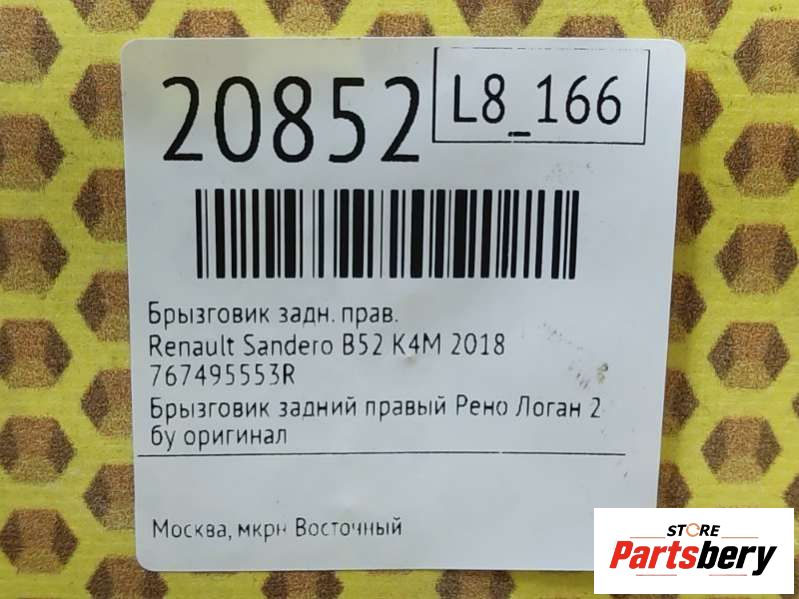 20852
L8_166
Брызговик задн. прав.
Renault Sandero B52 K4M 2018
767495553R
Брызговик задний правый Рено Логан 2
бу оригинал
Москва, мкрн Восточный
STORE
Partsbery